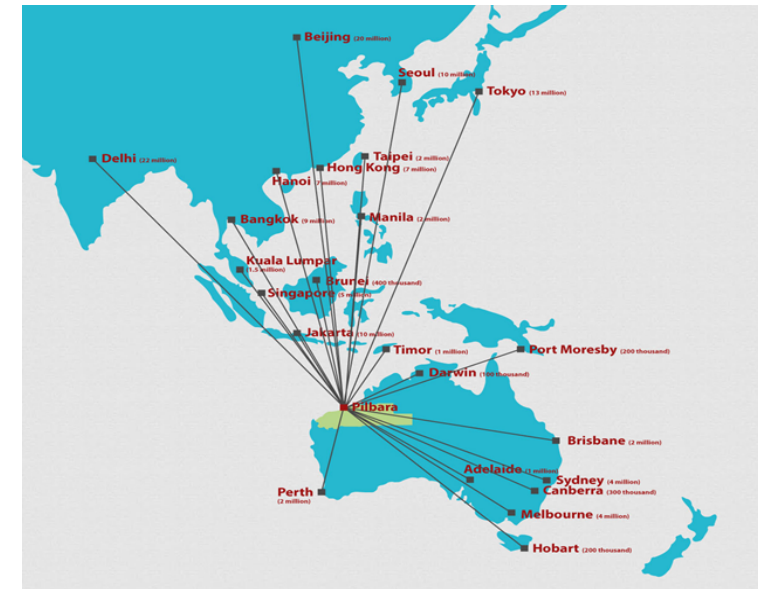 Beijing (20 million)
Seoul (10 million)
Tokyo (13 million)
Delhi (22 million)
Taipei (2 million)
Hong Kong (7 million)
Hanoi (7 million)
Bangkok (9 million)
Manila (2 million)
Kuala Lumpar
(1.5 million)
Brunei (400 thousand)
Singapore (5 million)
Jakarta (10 million)
Timor (1 million)
Port Moresby (200 thousand)
Darwin (100 thousand)
Pilbara
Brisbane (2 million)
Adelaide (1 million)
Sydney (4 million)
Canberra (300 thousand)
Perth
(2 million)
Melbourne (4 million)
Hobart (200 thousand)